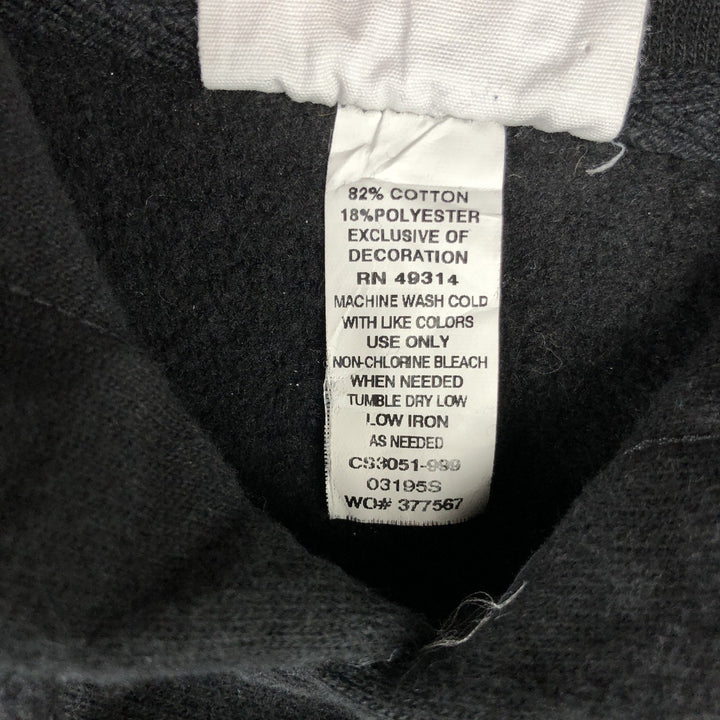 82% COTTON
18%POLYESTER
EXCLUSIVE OF
DECORATION
RN 49314
MACHINE WASH COLD
WITH LIKE COLORS
USE ONLY
NON-CHLORINE BLEACH
WHEN NEEDED
TUMBLE DRY LOW
LOW IRON
AS NEEDED
CS3051-999
03195S
WO# 377567